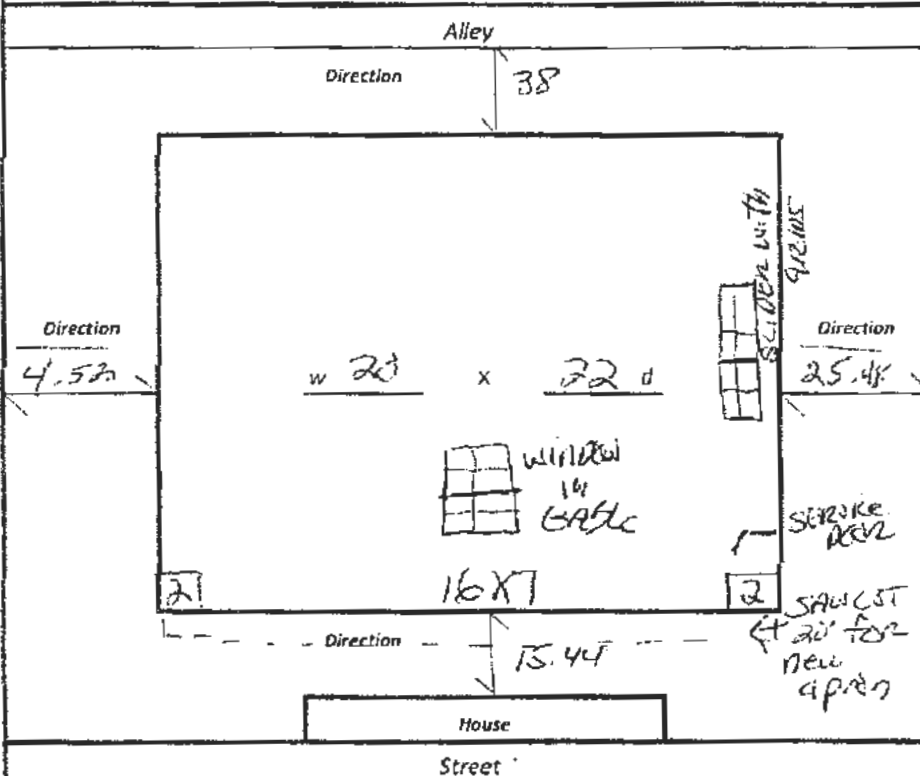 Alley
Direction
38
SLIDER WITH
GRIDS
Direction
4.52
w 20 x 22 d
Direction
25.48
WINDOW
IN
GABLE
SERVICE
DOOR
2
16X7
2
SAWCUT
20' FOR
new
apron
Direction
15.44
House
Street